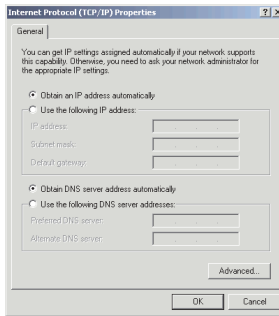 Internet Protocol (TCP/IP) Properties
General
You can get IP settings assigned automatically if your network supports
this capability. Otherwise, you need to ask your network administrator for
the appropriate IP settings.
Obtain an IP address automatically
Use the following IP address:
IP address:
Subnet mask:
Default gateway:
Obtain DNS server address automatically
Use the following DNS server addresses:
Preferred DNS server:
Alternate DNS server:
Advanced...
OK
Cancel